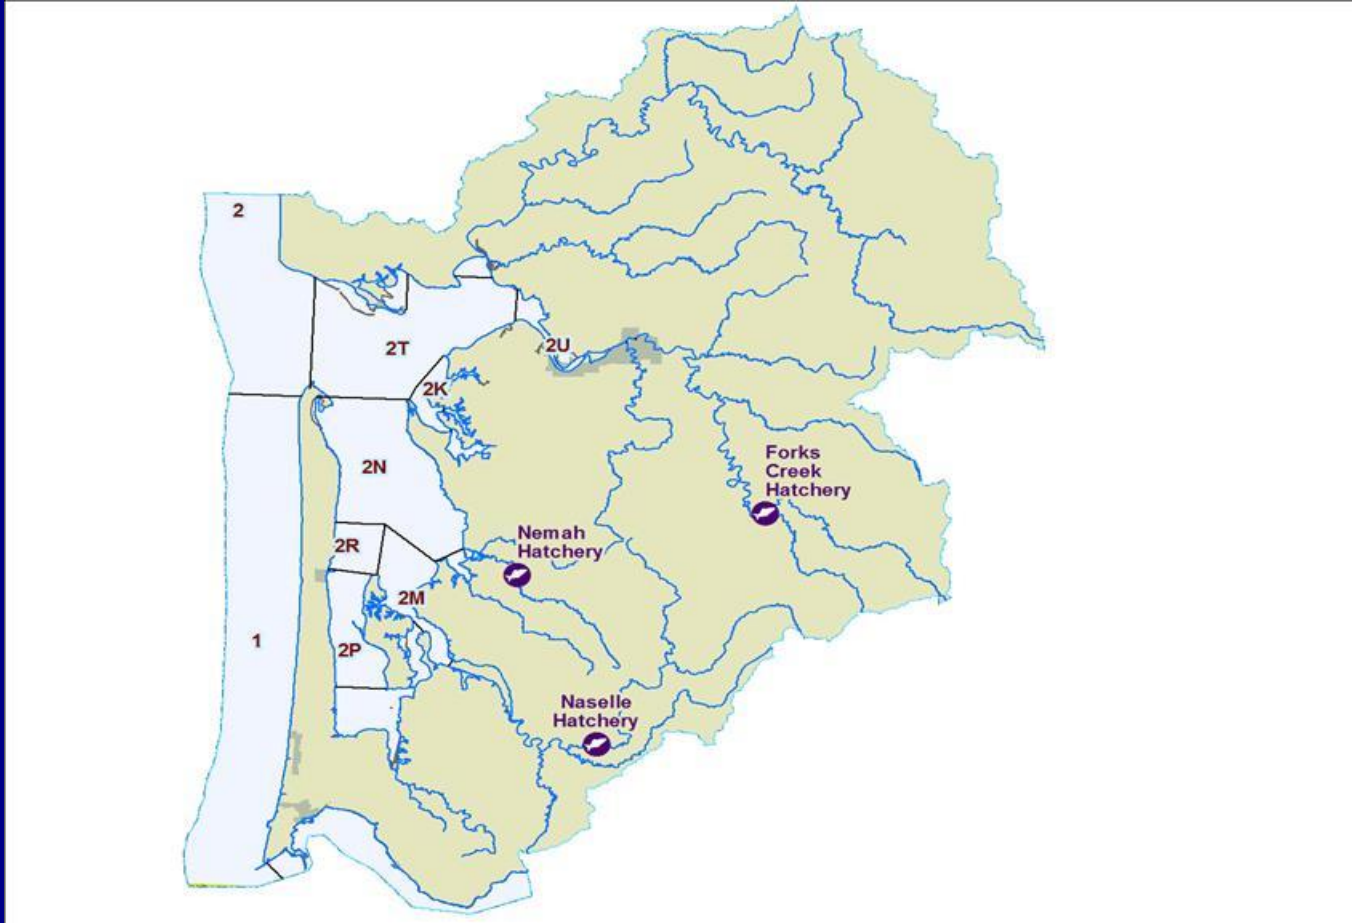 2
2T
2U
2K
2N
Forks
Creek
Hatchery
Nemah
Hatchery
2R
2M
1
2P
Naselle
Hatchery